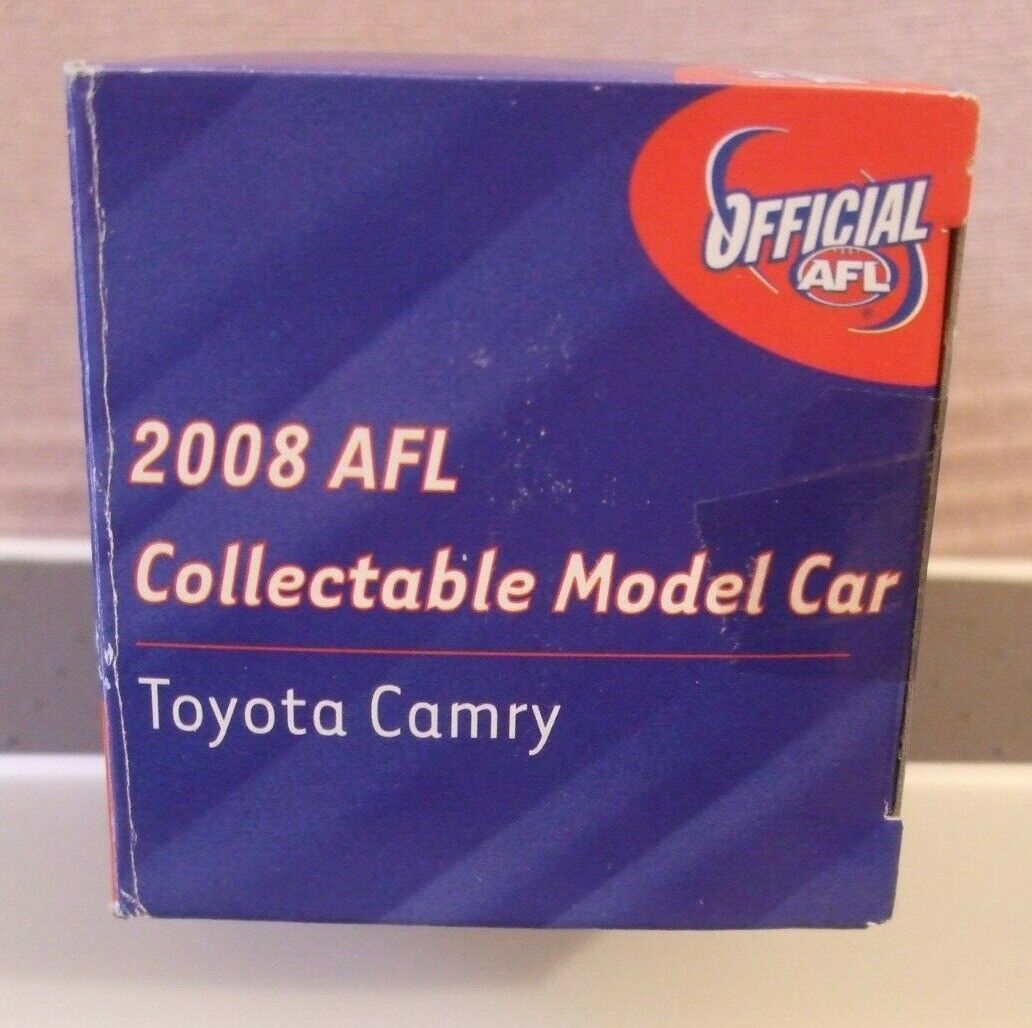 OFFICIAL
AFL
2008 AFL
Collectable Model Car
Toyota Camry